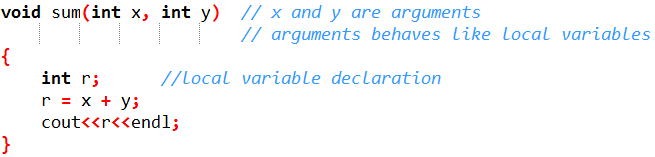 void sum(int x, int y)  // x and y are arguments
                        // arguments behaves like local variables
{
    int r;      //local variable declaration
    r = x + y;
    cout<<r<<endl;
}